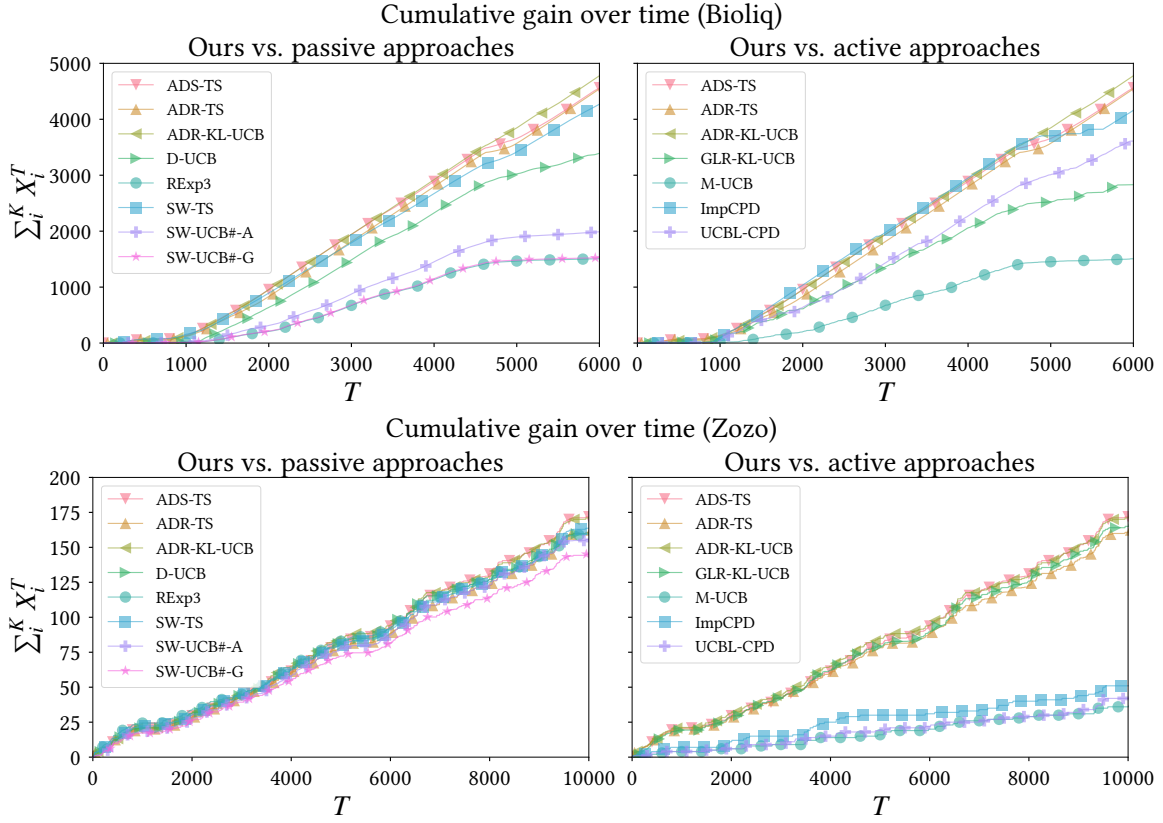 Cumulative gain over time (Bioliq)
Ours vs. passive approaches
Ours vs. active approaches
5000
4000
3000
2000
1000
0
∑_i^K X_i^T
ADS-TS
ADR-TS
ADR-KL-UCB
D-UCB
RExp3
SW-TS
SW-UCB#-A
SW-UCB#-G
0 1000 2000 3000 4000 5000 6000
T
ADS-TS
ADR-TS
ADR-KL-UCB
GLR-KL-UCB
M-UCB
ImpCPD
UCBL-CPD
0 1000 2000 3000 4000 5000 6000
T
Cumulative gain over time (Zozo)
Ours vs. passive approaches
Ours vs. active approaches
200
175
150
125
100
75
50
25
0
∑_i^K X_i^T
ADS-TS
ADR-TS
ADR-KL-UCB
D-UCB
RExp3
SW-TS
SW-UCB#-A
SW-UCB#-G
0 2000 4000 6000 8000 10000
T
ADS-TS
ADR-TS
ADR-KL-UCB
GLR-KL-UCB
M-UCB
ImpCPD
UCBL-CPD
0 2000 4000 6000 8000 10000
T